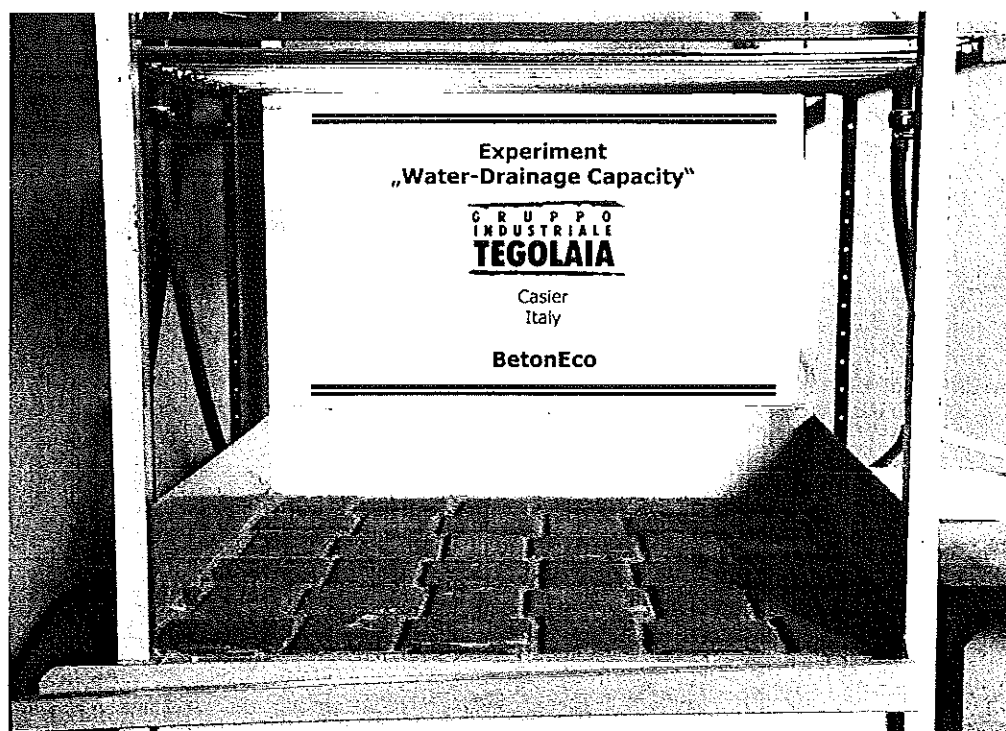 Experiment
„Water-Drainage Capacity“
GRUPPO
INDUSTRIALE
TEGOLAIA
Casier
Italy
BetonEco